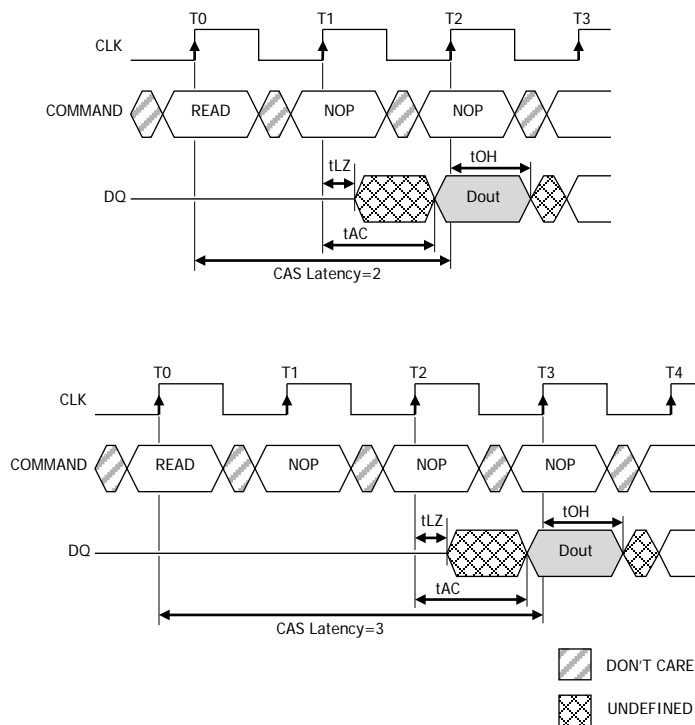 T0 T1 T2 T3
CLK
COMMAND READ NOP NOP
tLZ tOH
DQ Dout
tAC
CAS Latency=2
T0 T1 T2 T3 T4
CLK
COMMAND READ NOP NOP NOP
tLZ tOH
DQ Dout
tAC
CAS Latency=3
DON'T CARE
UNDEFINED